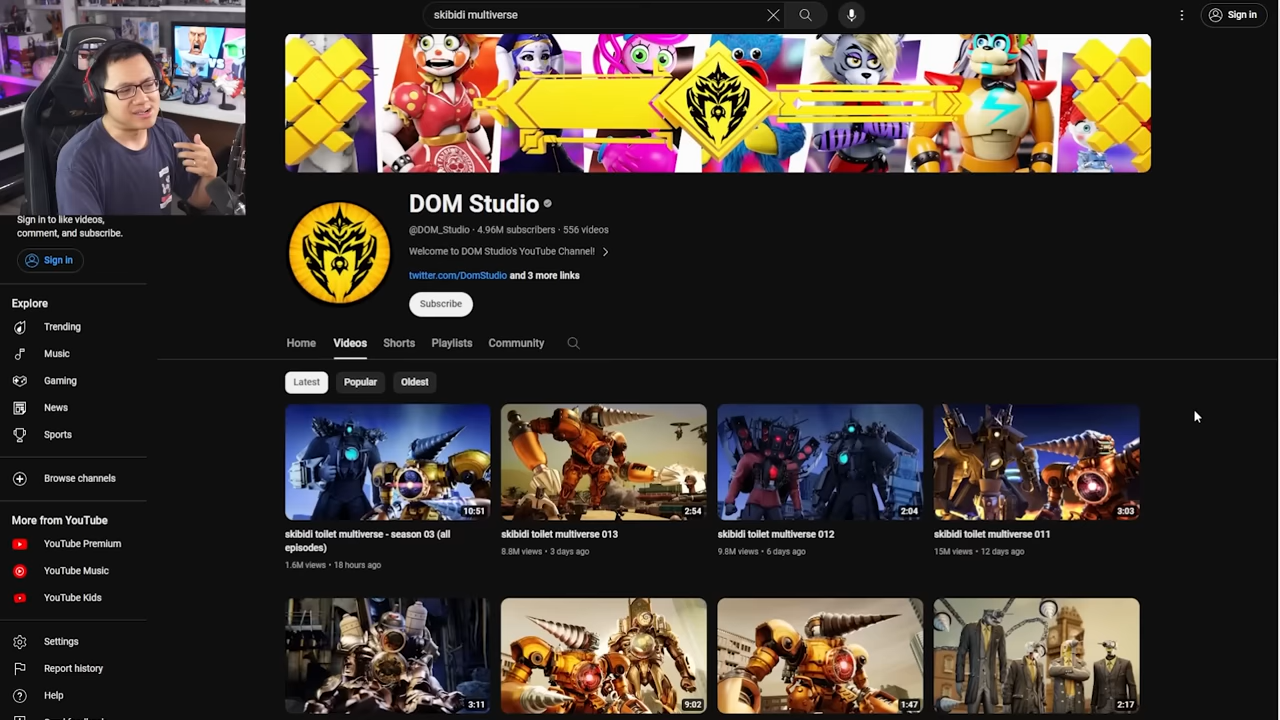 skibidi multiverse
Sign in
VS
Sign in to like videos,
comment, and subscribe.
Sign in
Explore
Trending
Music
Gaming
News
Sports
Browse channels
More from YouTube
YouTube Premium
YouTube Music
YouTube Kids
Settings
Report history
Help
DOM Studio
@DOM_Studio · 4.96M subscribers · 556 videos
Welcome to DOM Studio's YouTube Channel!
twitter.com/DomStudio and 3 more links
Subscribe
Home Videos Shorts Playlists Community
Latest Popular Oldest
10:51 2:54 2:04 3:03
skibidi toilet multiverse - season 03 (all
episodes)
1.6M views • 18 hours ago
skibidi toilet multiverse 013
8.8M views • 3 days ago
skibidi toilet multiverse 012
9.8M views • 6 days ago
skibidi toilet multiverse 011
15M views • 12 days ago
3:11 9:02 1:47 2:17